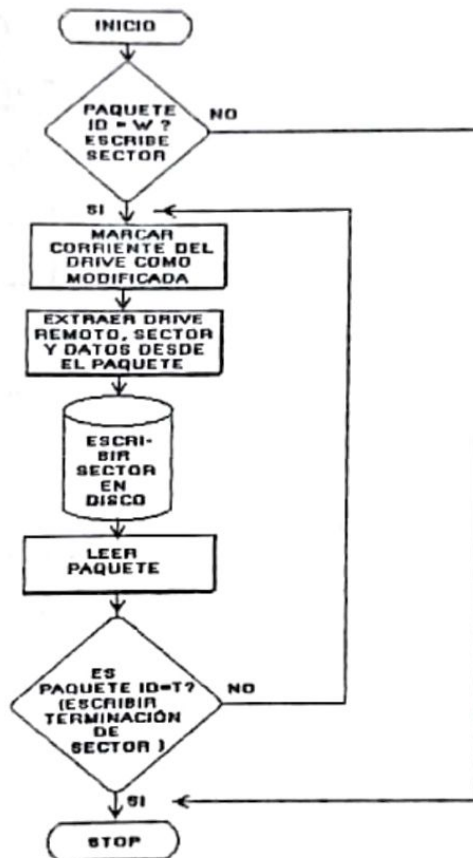 INICIO
PAQUETE
ID = W ?
ESCRIBE
SECTOR
NO
SI
MARCAR
CORRIENTE DEL
DRIVE COMO
MODIFICADA
EXTRAER DRIVE
REMOTO, SECTOR
Y DATOS DESDE
EL PAQUETE
ESCRI-
BIR
SECTOR
EN
DISCO
LEER
PAQUETE
ES
PAQUETE ID=T?
(ESCRIBIR
TERMINACIÓN
DE
SECTOR )
NO
SI
STOP